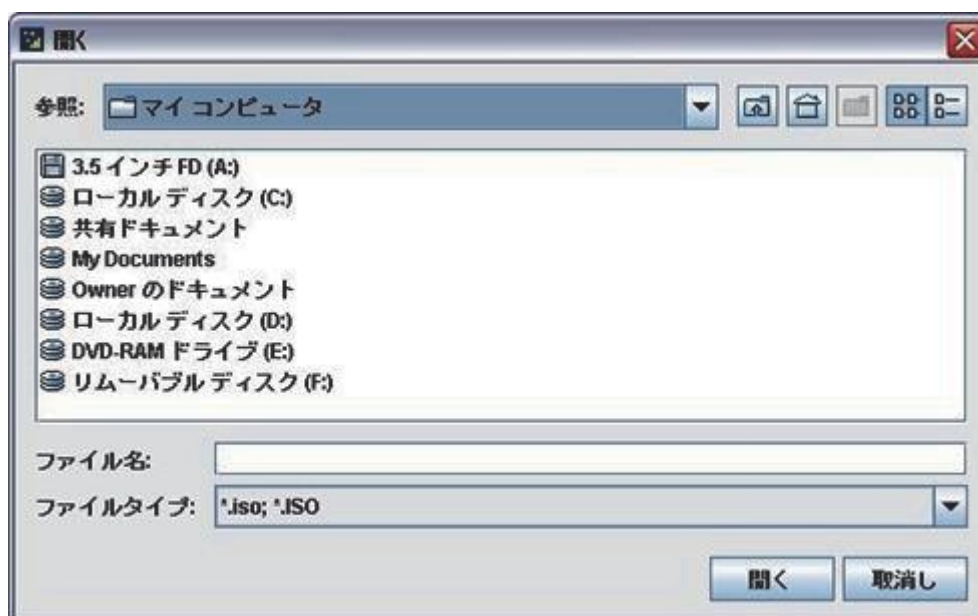 開く
参照: マイ コンピュータ
3.5 インチ FD (A:)
ローカル ディスク (C:)
共有ドキュメント
My Documents
Owner のドキュメント
ローカル ディスク (D:)
DVD-RAM ドライブ (E:)
リムーバブル ディスク (F:)
ファイル名:
ファイルタイプ: *.iso; *.ISO
開く 取消し